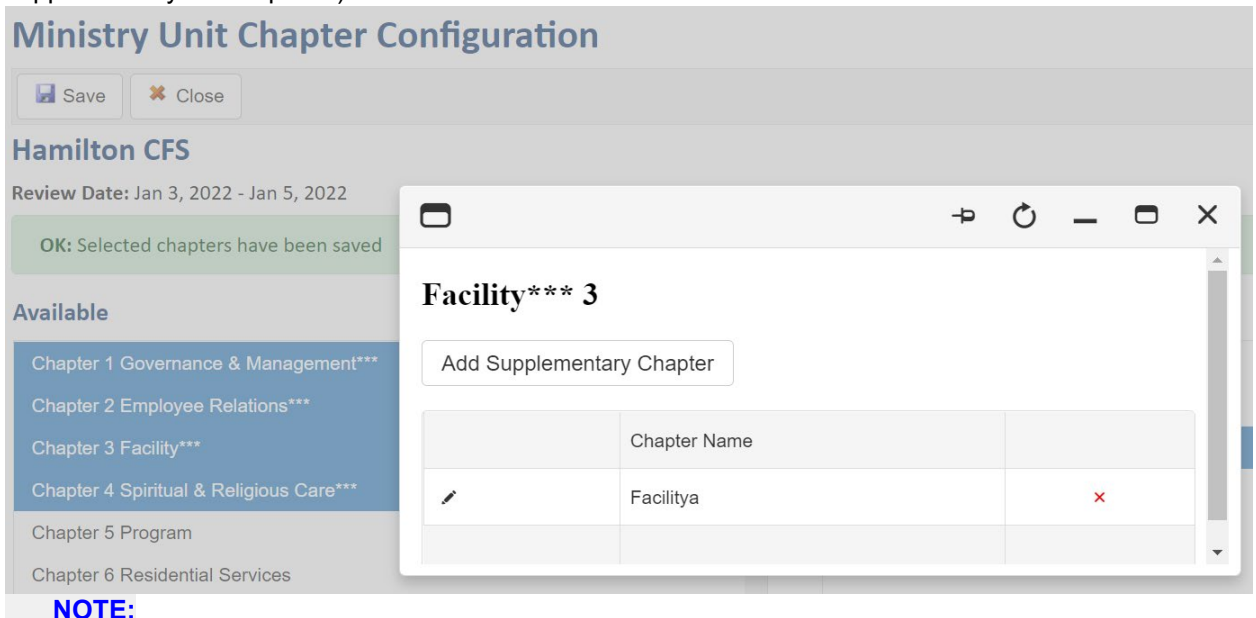 Ministry Unit Chapter Configuration
Save Close
Hamilton CFS
Review Date: Jan 3, 2022 - Jan 5, 2022
OK: Selected chapters have been saved
Available
Chapter 1 Governance & Management***
Chapter 2 Employee Relations***
Chapter 3 Facility***
Chapter 4 Spiritual & Religious Care***
Chapter 5 Program
Chapter 6 Residential Services
Facility*** 3
Add Supplementary Chapter
Chapter Name
Facilitya
NOTE: